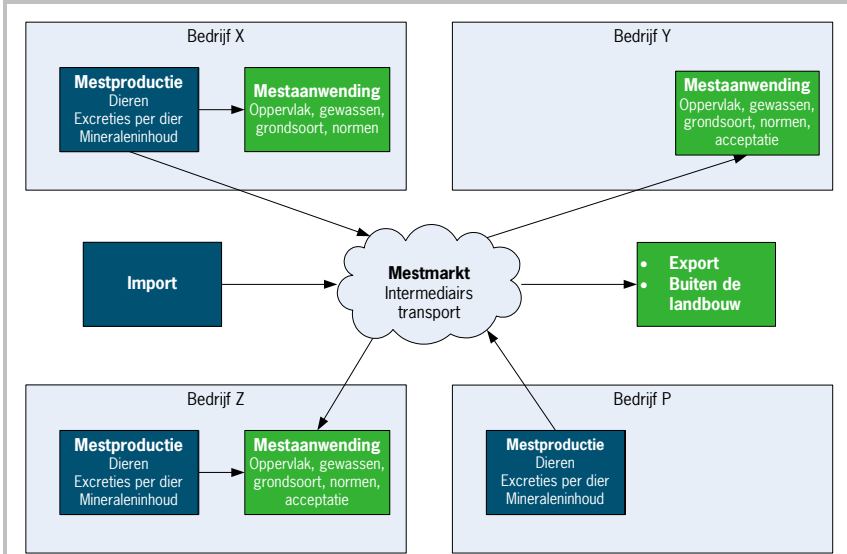 Bedrijf X
Mestproductie
Dieren
Excreties per dier
Mineraleninhoud
Mestaanwending
Oppervlak, gewassen,
grondsoort, normen
Bedrijf Y
Mestaanwending
Oppervlak, gewassen,
grondsoort, normen,
acceptatie
Import
Mestmarkt
Intermediairs
transport
• Export
• Buiten de
landbouw
Bedrijf Z
Mestproductie
Dieren
Excreties per dier
Mineraleninhoud
Mestaanwending
Oppervlak, gewassen,
grondsoort, normen,
acceptatie
Bedrijf P
Mestproductie
Dieren
Excreties per dier
Mineraleninhoud